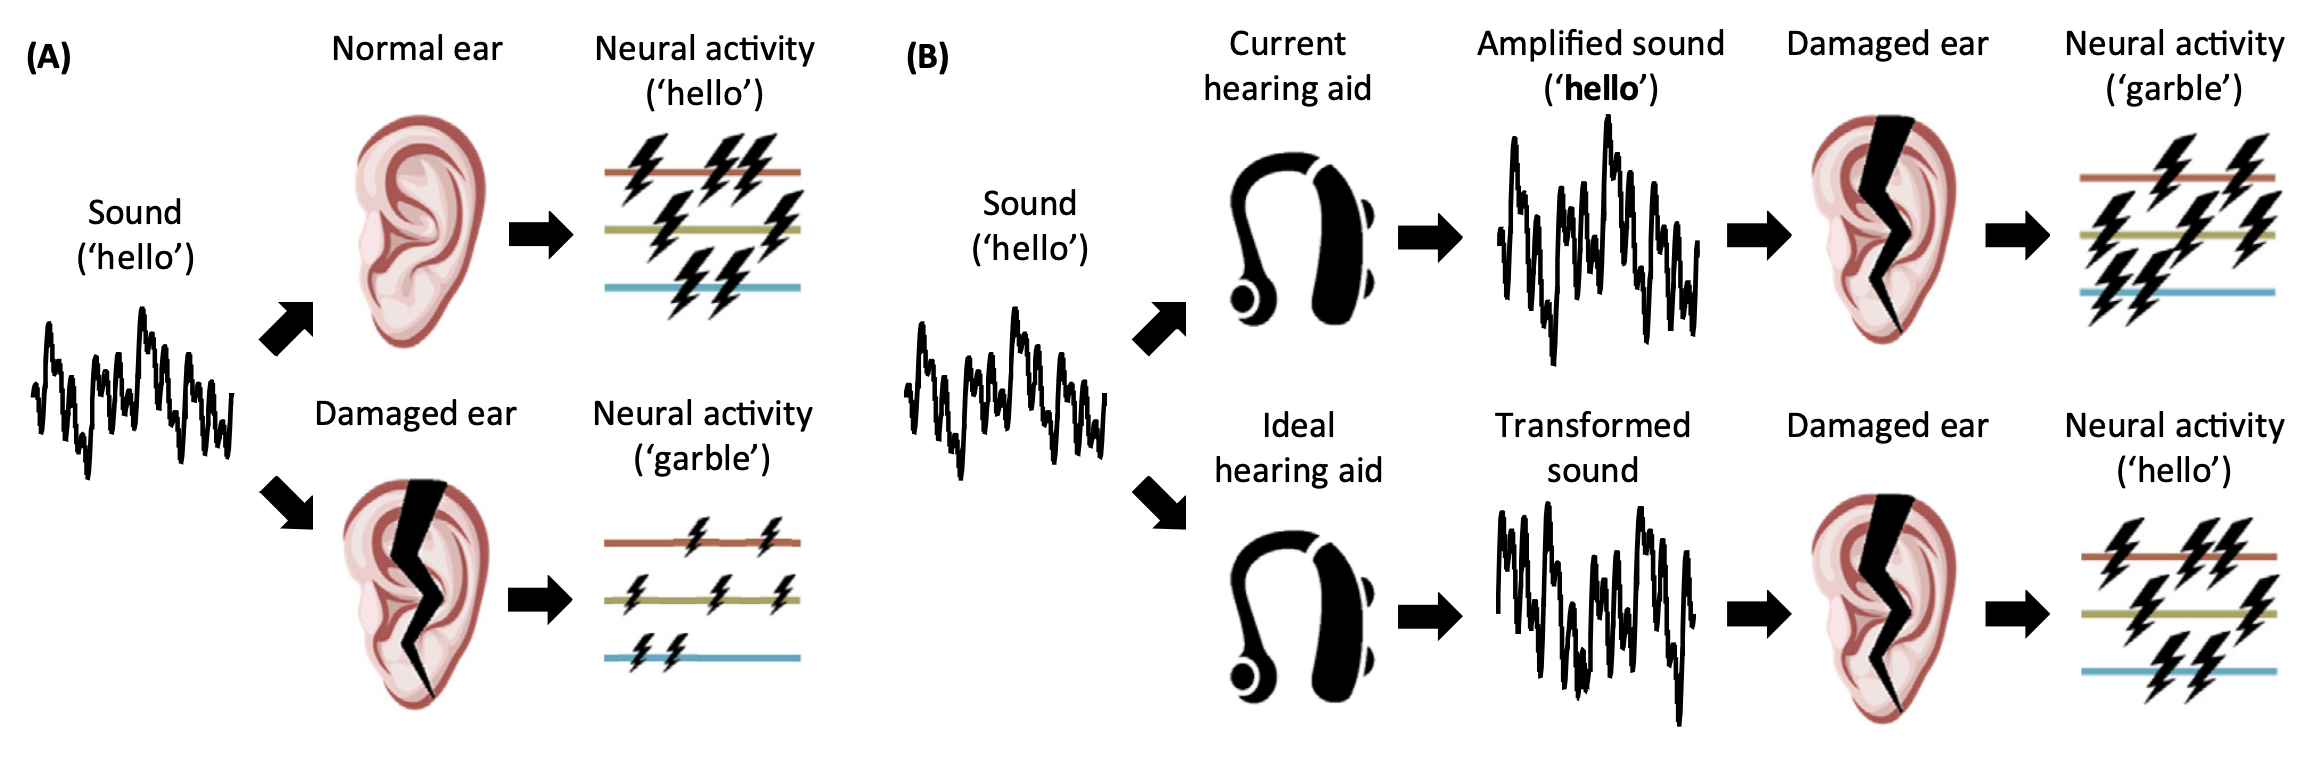 (A)
Normal ear
Neural activity
(‘hello’)
Sound
(‘hello’)
Damaged ear
Neural activity
(‘garble’)
(B)
Current
hearing aid
Amplified sound
(‘hello’)
Damaged ear
Neural activity
(‘garble’)
Sound
(‘hello’)
Ideal
hearing aid
Transformed
sound
Damaged ear
Neural activity
(‘hello’)